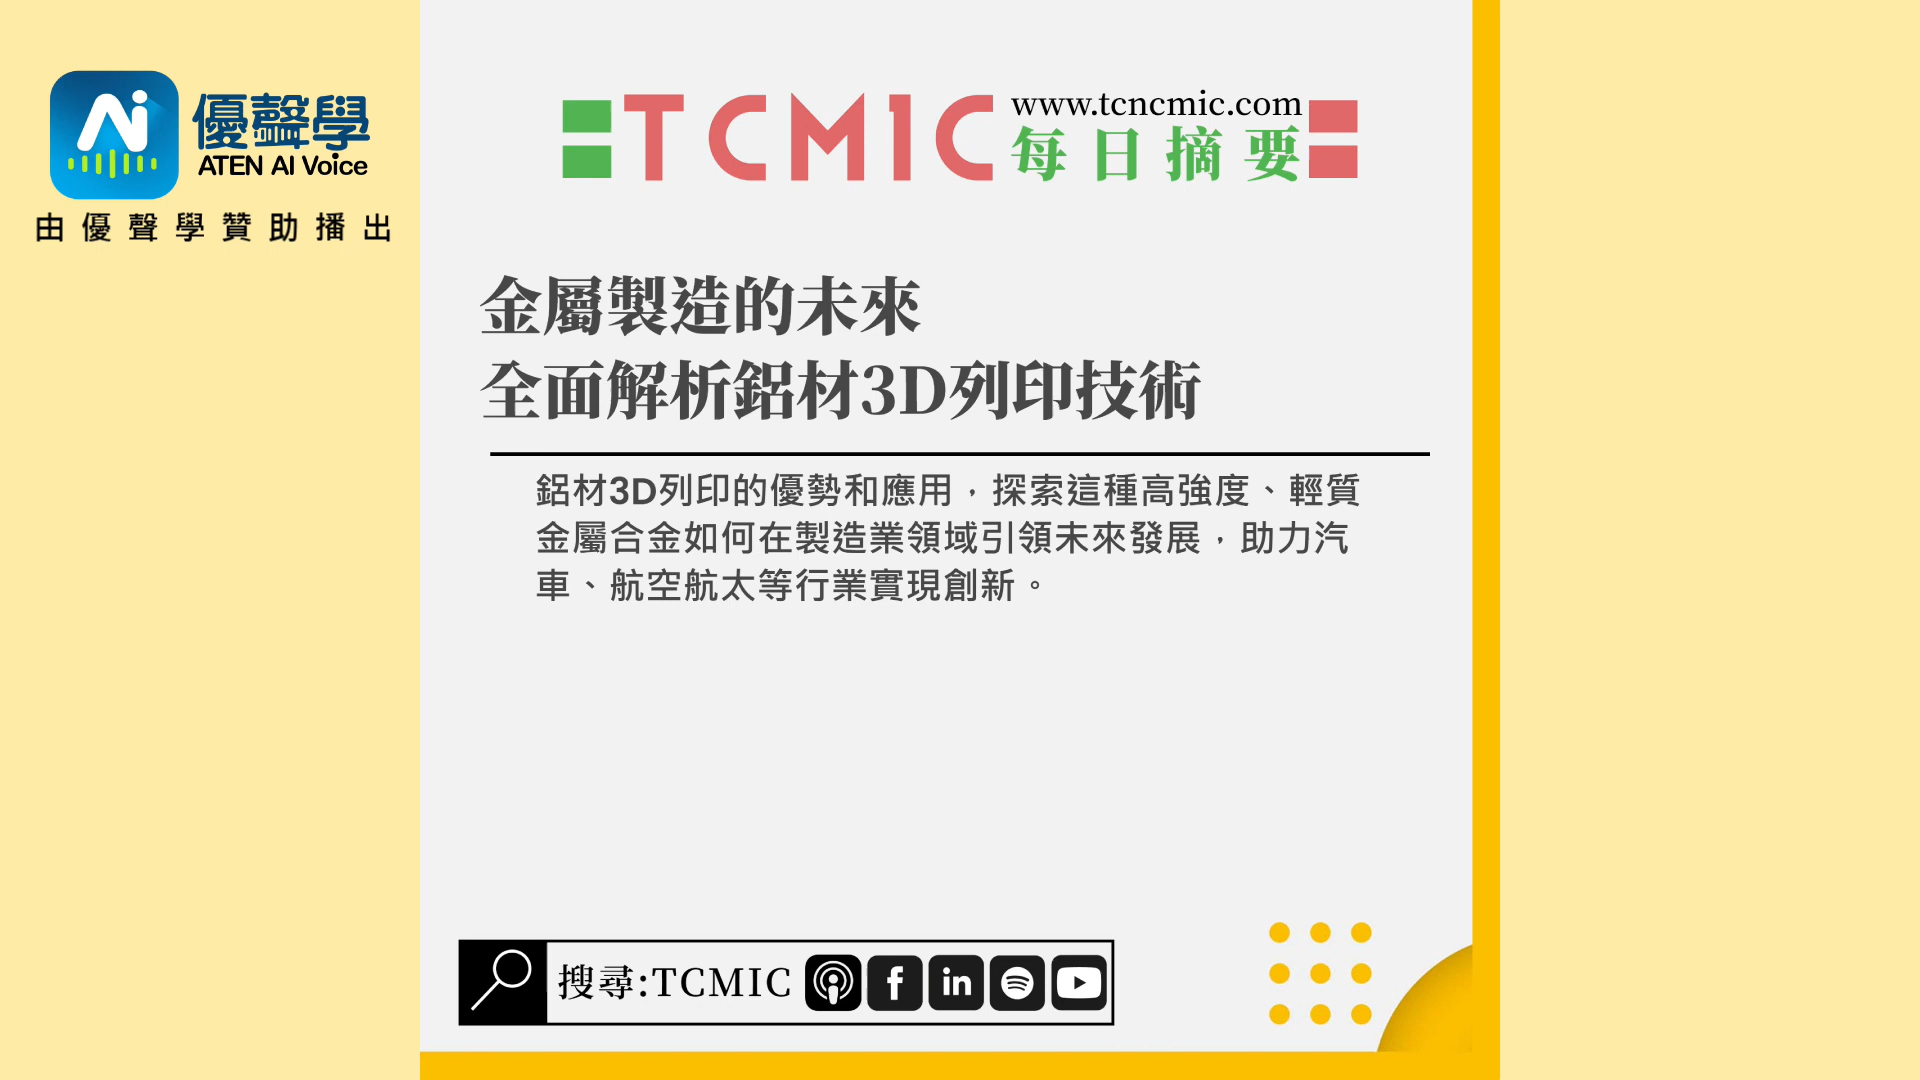 優聲學
ATEN AI Voice
由優聲學贊助播出
TCMIC
www.tcncmic.com
每日摘要
金屬製造的未來
全面解析鋁材3D列印技術
鋁材3D列印的優勢和應用，探索這種高強度、輕質
金屬合金如何在製造業領域引領未來發展，助力汽
車、航空航太等行業實現創新。
搜尋:TCMIC